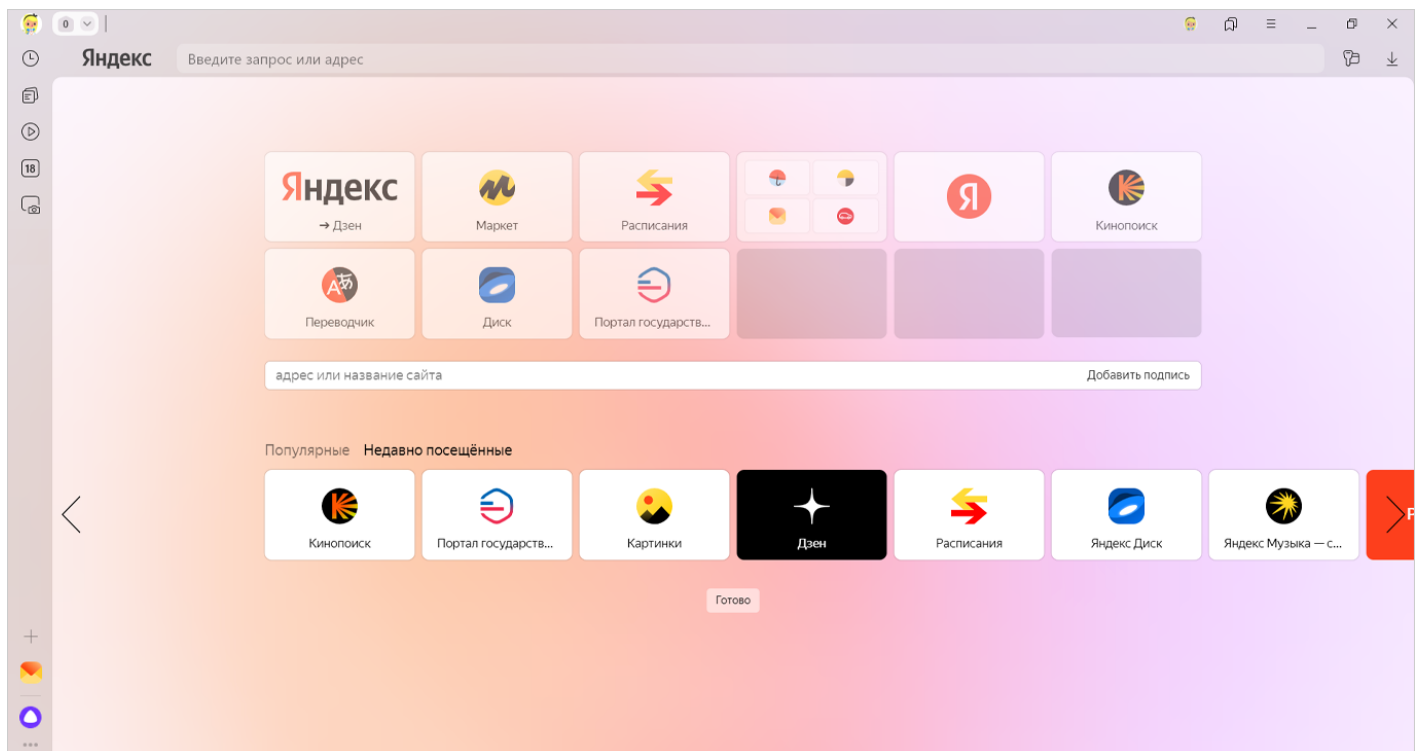 0
Яндекс
Введите запрос или адрес
18
Яндекс
→ Дзен
Маркет
Расписания
Я
Кинопоиск
Переводчик
Диск
Портал государств...
адрес или название сайта
Добавить подпись
Популярные Недавно посещённые
Кинопоиск
Портал государств...
Картинки
Дзен
Расписания
Яндекс Диск
Яндекс Музыка — с...
Готово